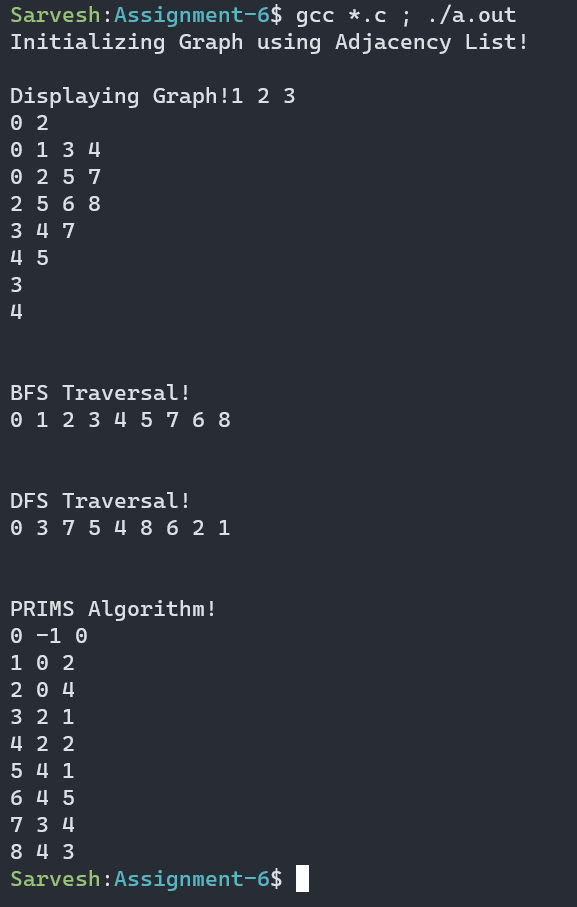 Sarvesh:Assignment-6$ gcc *.c ; ./a.out
Initializing Graph using Adjacency List!
Displaying Graph!1 2 3
0 2
0 1 3 4
0 2 5 7
2 5 6 8
3 4 7
4 5
3
4
BFS Traversal!
0 1 2 3 4 5 7 6 8
DFS Traversal!
0 3 7 5 4 8 6 2 1
PRIMS Algorithm!
0 -1 0
1 0 2
2 0 4
3 2 1
4 2 2
5 4 1
6 4 5
7 3 4
8 4 3
Sarvesh:Assignment-6$